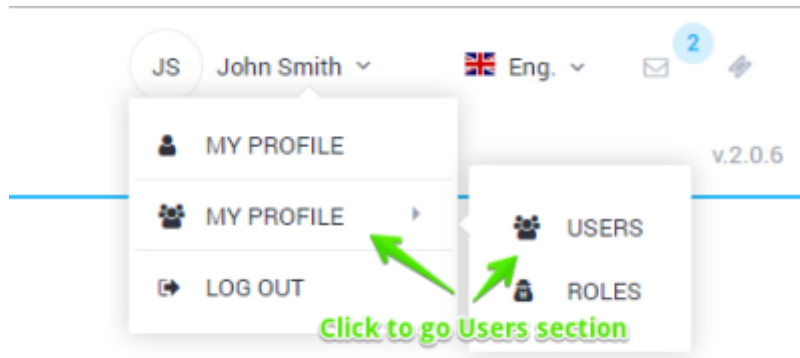 JS John Smith Eng. 2
MY PROFILE
v.2.0.6
MY PROFILE
USERS
LOG OUT
ROLES
Click to go Users section